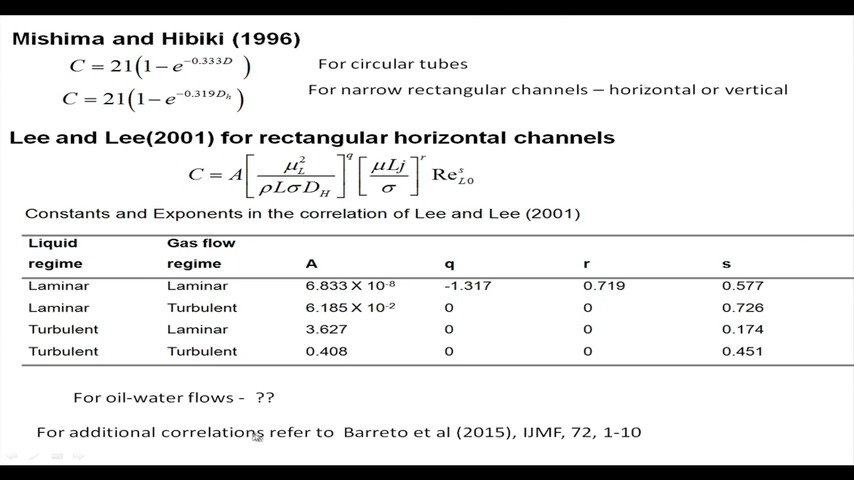 Mishima and Hibiki (1996)
C = 21(1 − e^{−0.333D}) For circular tubes
C = 21(1 − e^{−0.319D_h}) For narrow rectangular channels – horizontal or vertical
Lee and Lee(2001) for rectangular horizontal channels
C = A[μ_L^2 / ρLσD_H]^q [μLj / σ]^r Re_{L0}^s
Constants and Exponents in the correlation of Lee and Lee (2001)
Liquid regime Gas flow regime A q r s
Laminar Laminar 6.833 X 10^{-8} -1.317 0.719 0.577
Laminar Turbulent 6.185 X 10^{-2} 0 0 0.726
Turbulent Laminar 3.627 0 0 0.174
Turbulent Turbulent 0.408 0 0 0.451
For oil-water flows - ??
For additional correlations refer to Barreto et al (2015), IJMF, 72, 1-10